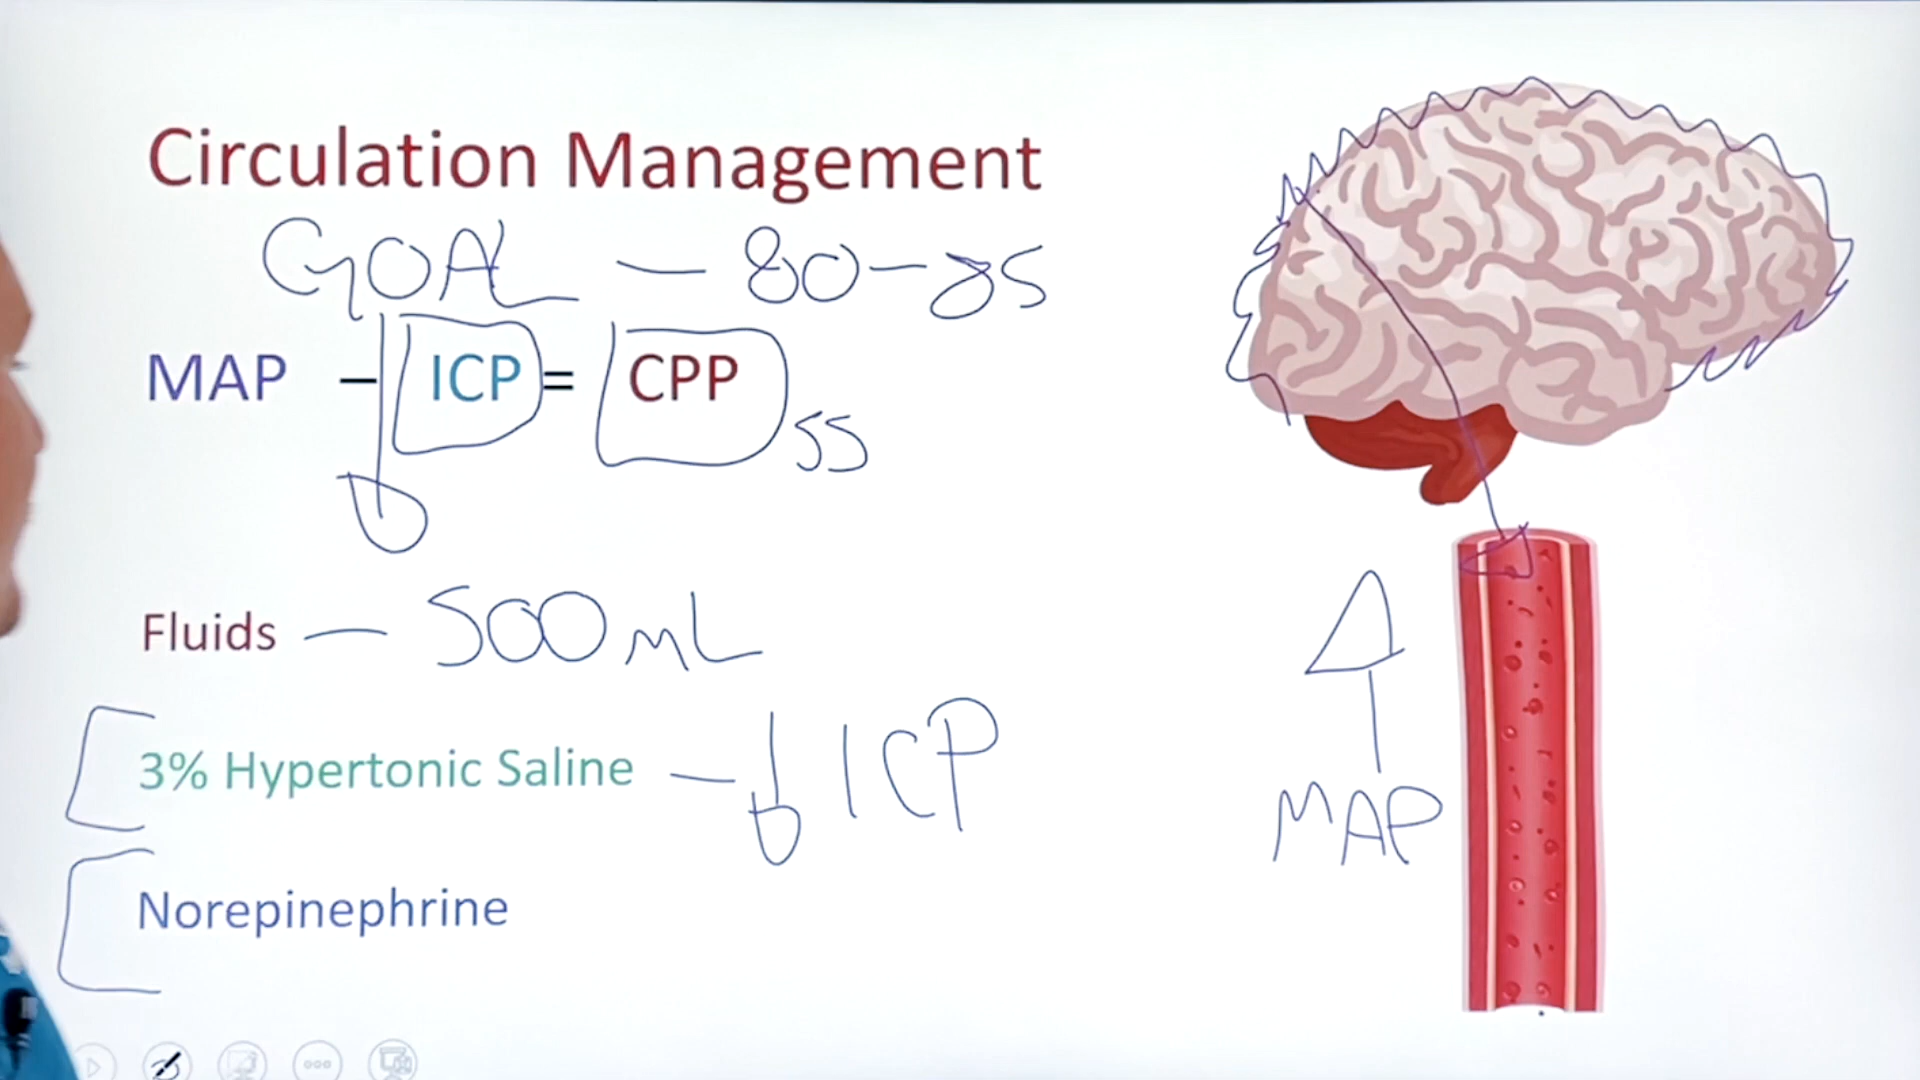 Circulation Management
GOAL — 80-85
MAP – ICP = CPP
55
Fluids — 500 mL
3% Hypertonic Saline — ↓ ICP
Norepinephrine
MAP